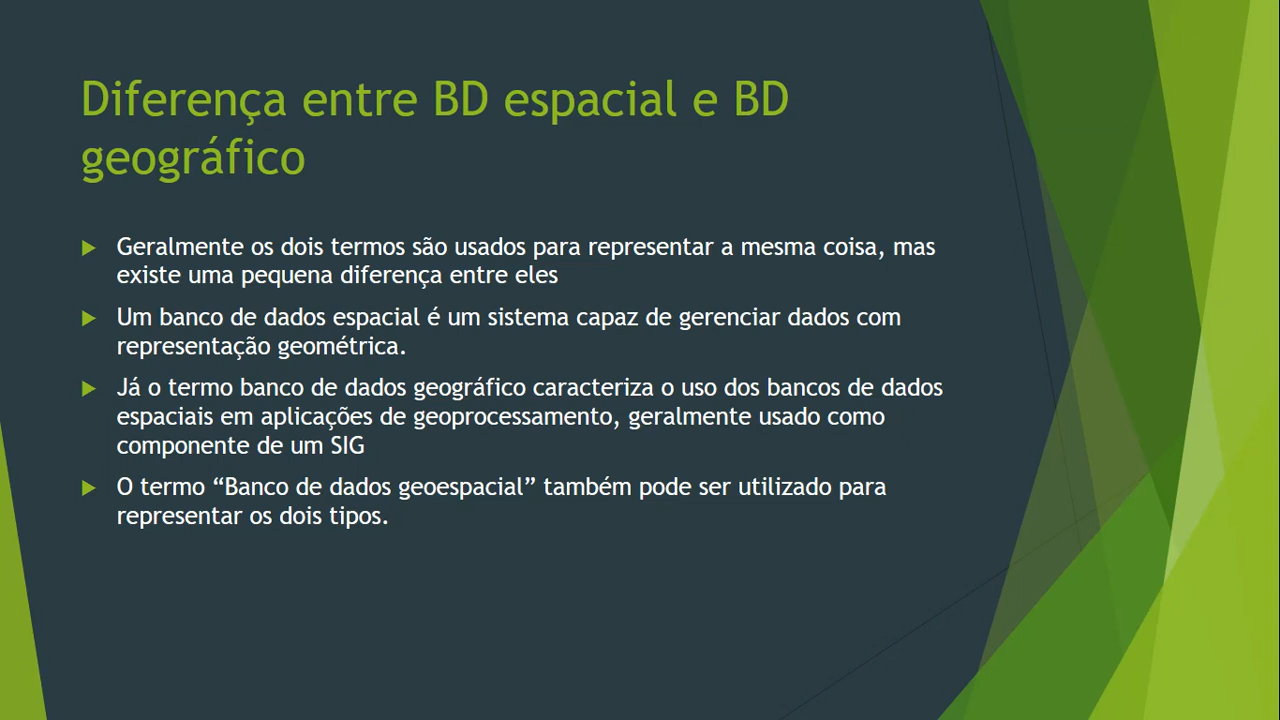 Diferença entre BD espacial e BD
geográfico
Geralmente os dois termos são usados para representar a mesma coisa, mas
existe uma pequena diferença entre eles
Um banco de dados espacial é um sistema capaz de gerenciar dados com
representação geométrica.
Já o termo banco de dados geográfico caracteriza o uso dos bancos de dados
espaciais em aplicações de geoprocessamento, geralmente usado como
componente de um SIG
O termo “Banco de dados geoespacial” também pode ser utilizado para
representar os dois tipos.